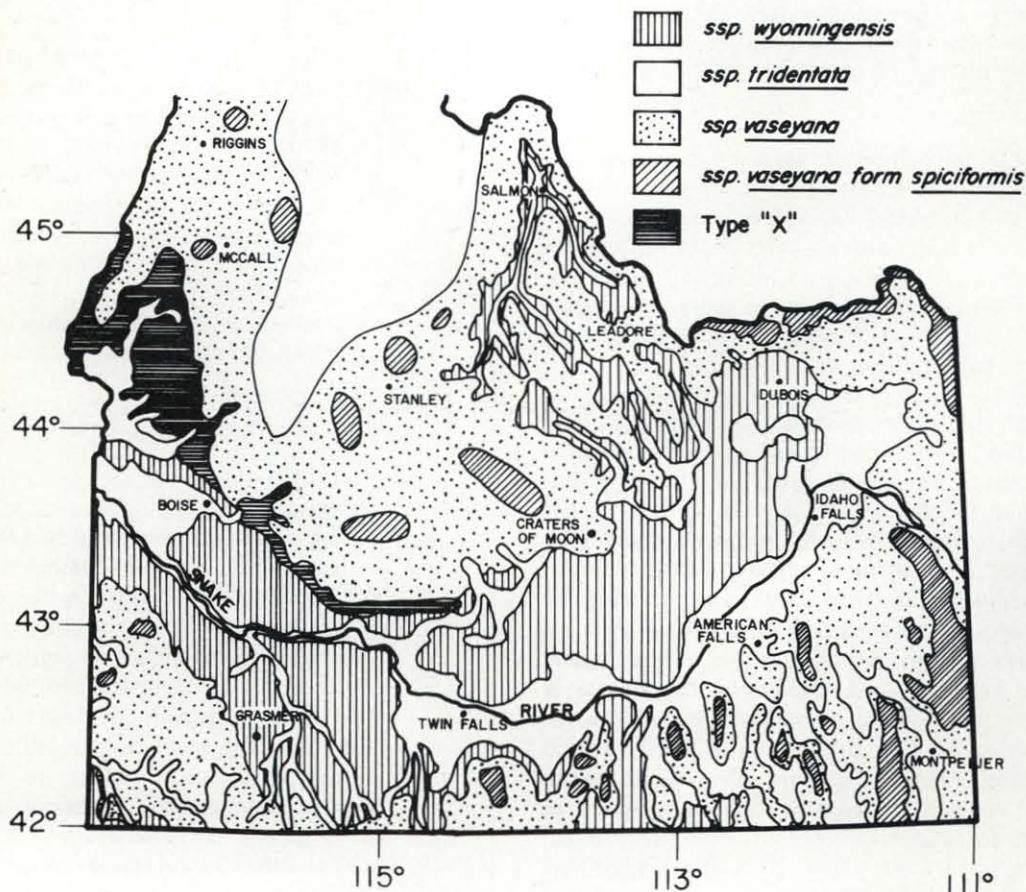 ssp. wyomingensis
ssp. tridentata
ssp. vaseyana
ssp. vaseyana form spiciformis
Type "X"
RIGGINS
SALMON
45°
MCCALL
LEADORE
STANLEY
DUBOIS
44°
BOISE
IDAHO
FALLS
CRATERS
OF MOON
SNAKE
43°
AMERICAN
FALLS
RIVER
GRASMER
TWIN FALLS
MONTPELIER
42°
115°
113°
111°